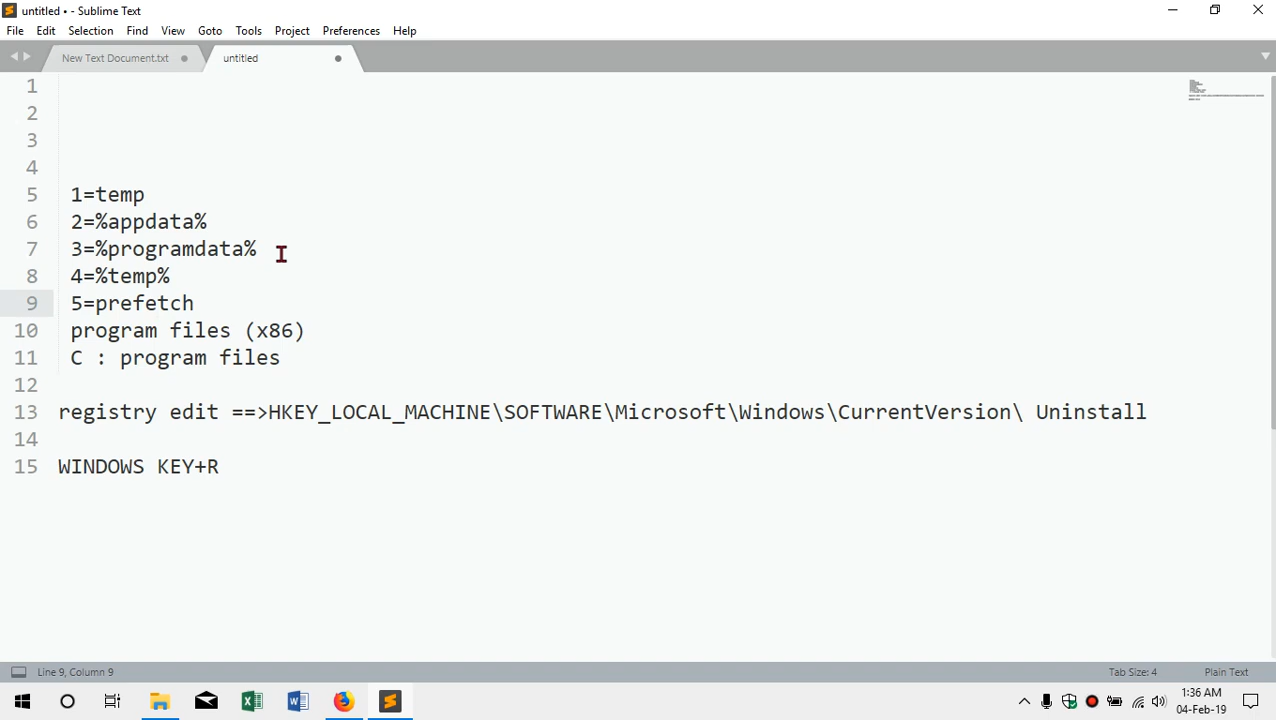 untitled • - Sublime Text
File Edit Selection Find View Goto Tools Project Preferences Help
New Text Document.txt untitled
1
2
3
4
5 1=temp
6 2=%appdata%
7 3=%programdata%
8 4=%temp%
9 5=prefetch
10 program files (x86)
11 C : program files
12
13 registry edit ==>HKEY_LOCAL_MACHINE\SOFTWARE\Microsoft\Windows\CurrentVersion\ Uninstall
14
15 WINDOWS KEY+R
Line 9, Column 9 Tab Size: 4 Plain Text
1:36 AM
04-Feb-19